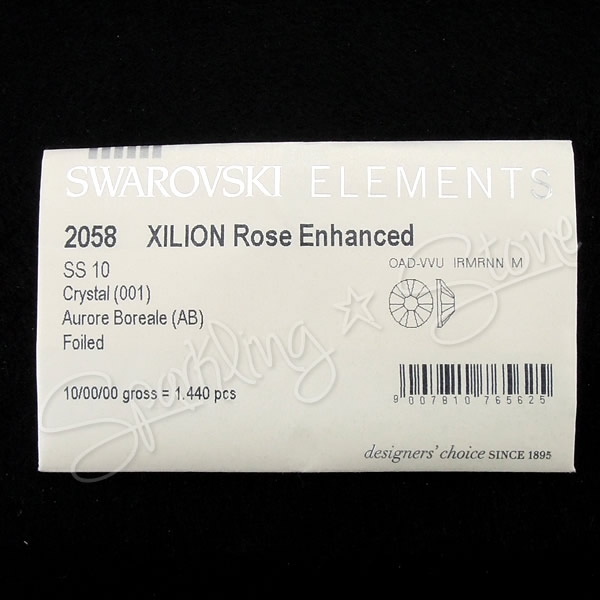 SWAROVSKI ELEMENTS
2058 XILION Rose Enhanced
SS 10
OAD-VVU IRMRNN M
Crystal (001)
Aurore Boreale (AB)
Foiled
10/00/00 gross = 1.440 pcs
9 007810 765625
designers' choice SINCE 1895
Sparkling ☆ Stone